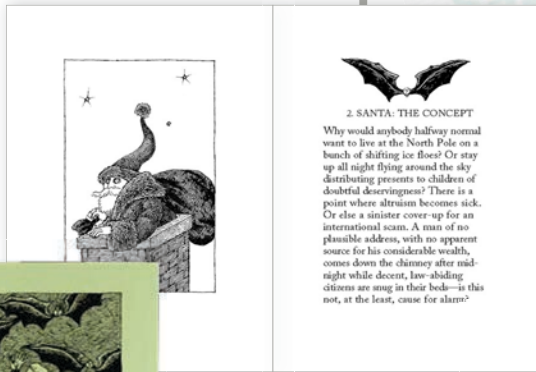 2. SANTA: THE CONCEPT
Why would anybody halfway normal
want to live at the North Pole on a
bunch of shifting ice floes? Or stay
up all night flying around the sky
distributing presents to children of
doubtful deservingness? There is a
point where altruism becomes sick.
Or else a sinister cover-up for an
international scam. A man of no
plausible address, with no apparent
source for his considerable wealth,
comes down the chimney after mid-
night while decent, law-abiding
citizens are snug in their beds—is this
not, at the least, cause for alarm?